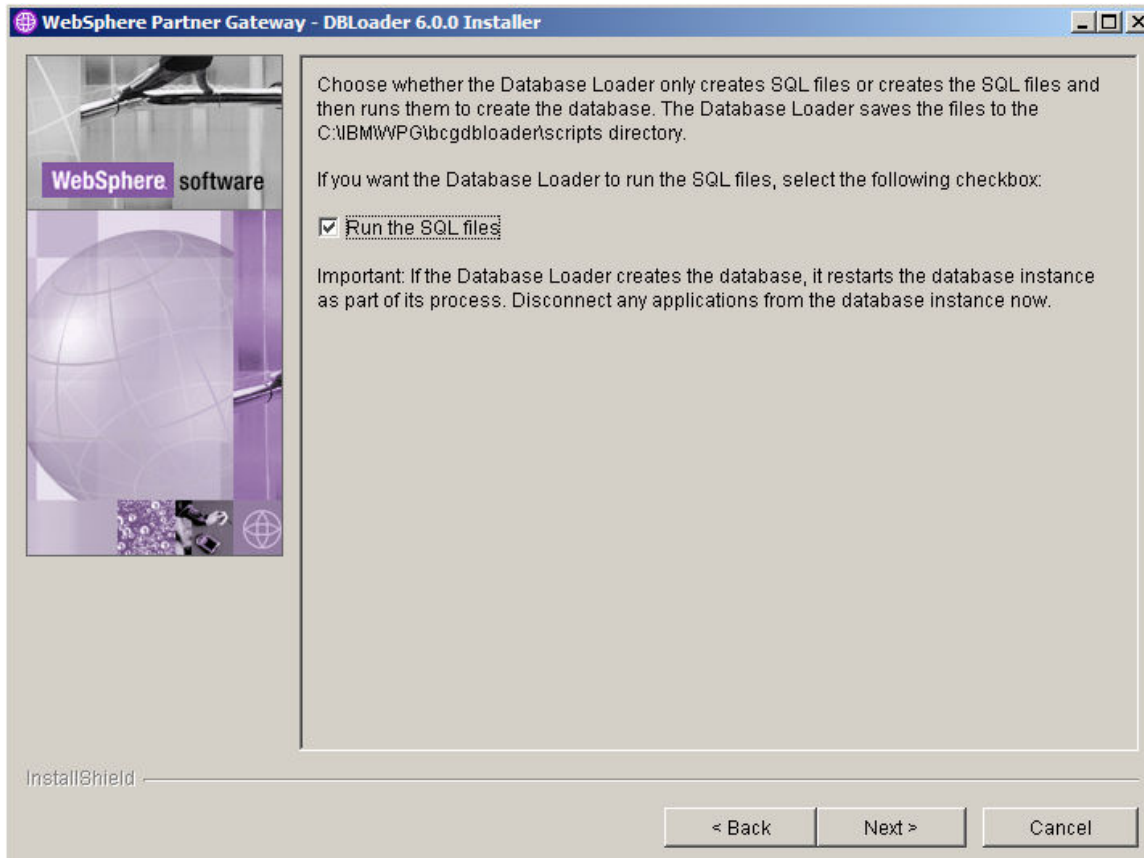 WebSphere Partner Gateway - DBLoader 6.0.0 Installer
WebSphere software
Choose whether the Database Loader only creates SQL files or creates the SQL files and
then runs them to create the database. The Database Loader saves the files to the
C:\IBM\WPG\bcgdbloader\scripts directory.
If you want the Database Loader to run the SQL files, select the following checkbox:
Run the SQL files
Important: If the Database Loader creates the database, it restarts the database instance
as part of its process. Disconnect any applications from the database instance now.
InstallShield
< Back Next > Cancel